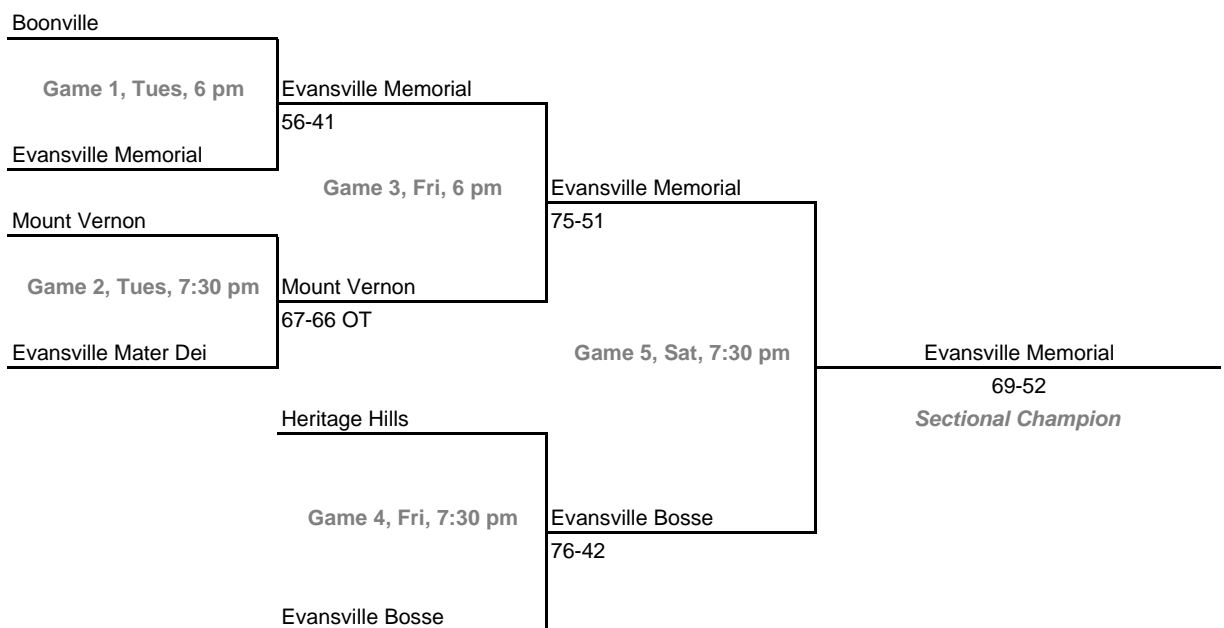 Boonville
Game 1, Tues, 6 pm
Evansville Memorial
56-41
Evansville Memorial
Game 3, Fri, 6 pm
Evansville Memorial
75-51
Mount Vernon
Game 2, Tues, 7:30 pm
Mount Vernon
67-66 OT
Evansville Mater Dei
Game 5, Sat, 7:30 pm
Evansville Memorial
69-52
Sectional Champion
Heritage Hills
Game 4, Fri, 7:30 pm
Evansville Bosse
76-42
Evansville Bosse